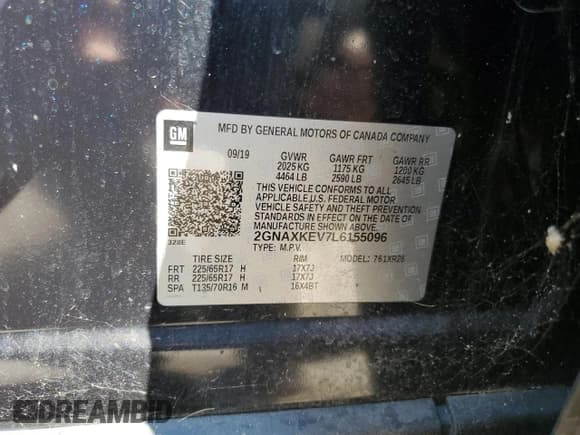 GM
MFD BY GENERAL MOTORS OF CANADA COMPANY
09/19 GVWR GAWR FRT GAWR RR
2025 KG 1175 KG 1200 KG
4464 LB 2590 LB 2645 LB
THIS VEHICLE CONFORMS TO ALL
APPLICABLE U.S. FEDERAL MOTOR
VEHICLE SAFETY AND THEFT PREVENTION
STANDARDS IN EFFECT ON THE DATE OF
MANUFACTURE SHOWN ABOVE.
2GNAXKEV7L6155096
328E TYPE: M.P.V. MODEL: 761XR26
TIRE SIZE RIM
FRT 225/65R17 H 17X7J
RR 225/65R17 H 17X7J
SPA T135/70R16 M 16X4BT
DREAMBID